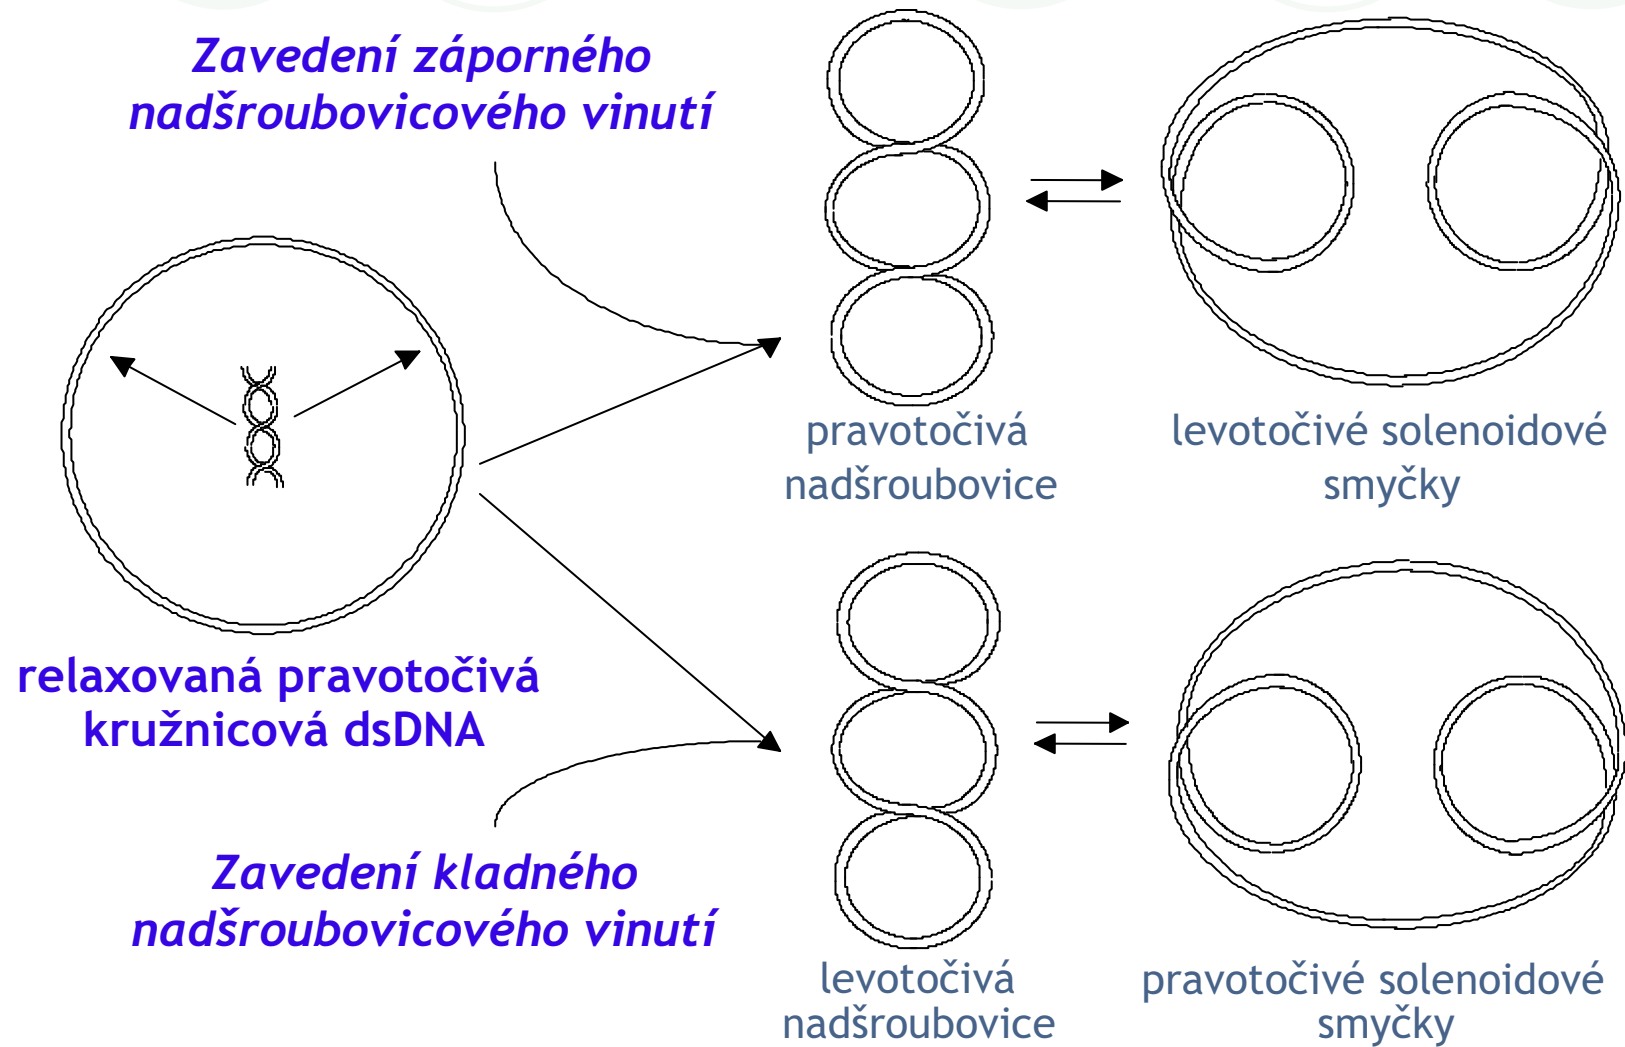 Zavedení záporného
nadšroubovicového vinutí
pravotočivá
nadšroubovice
levotočivé solenoidové
smyčky
relaxovaná pravotočivá
kružnicová dsDNA
Zavedení kladného
nadšroubovicového vinutí
levotočivá
nadšroubovice
pravotočivé solenoidové
smyčky